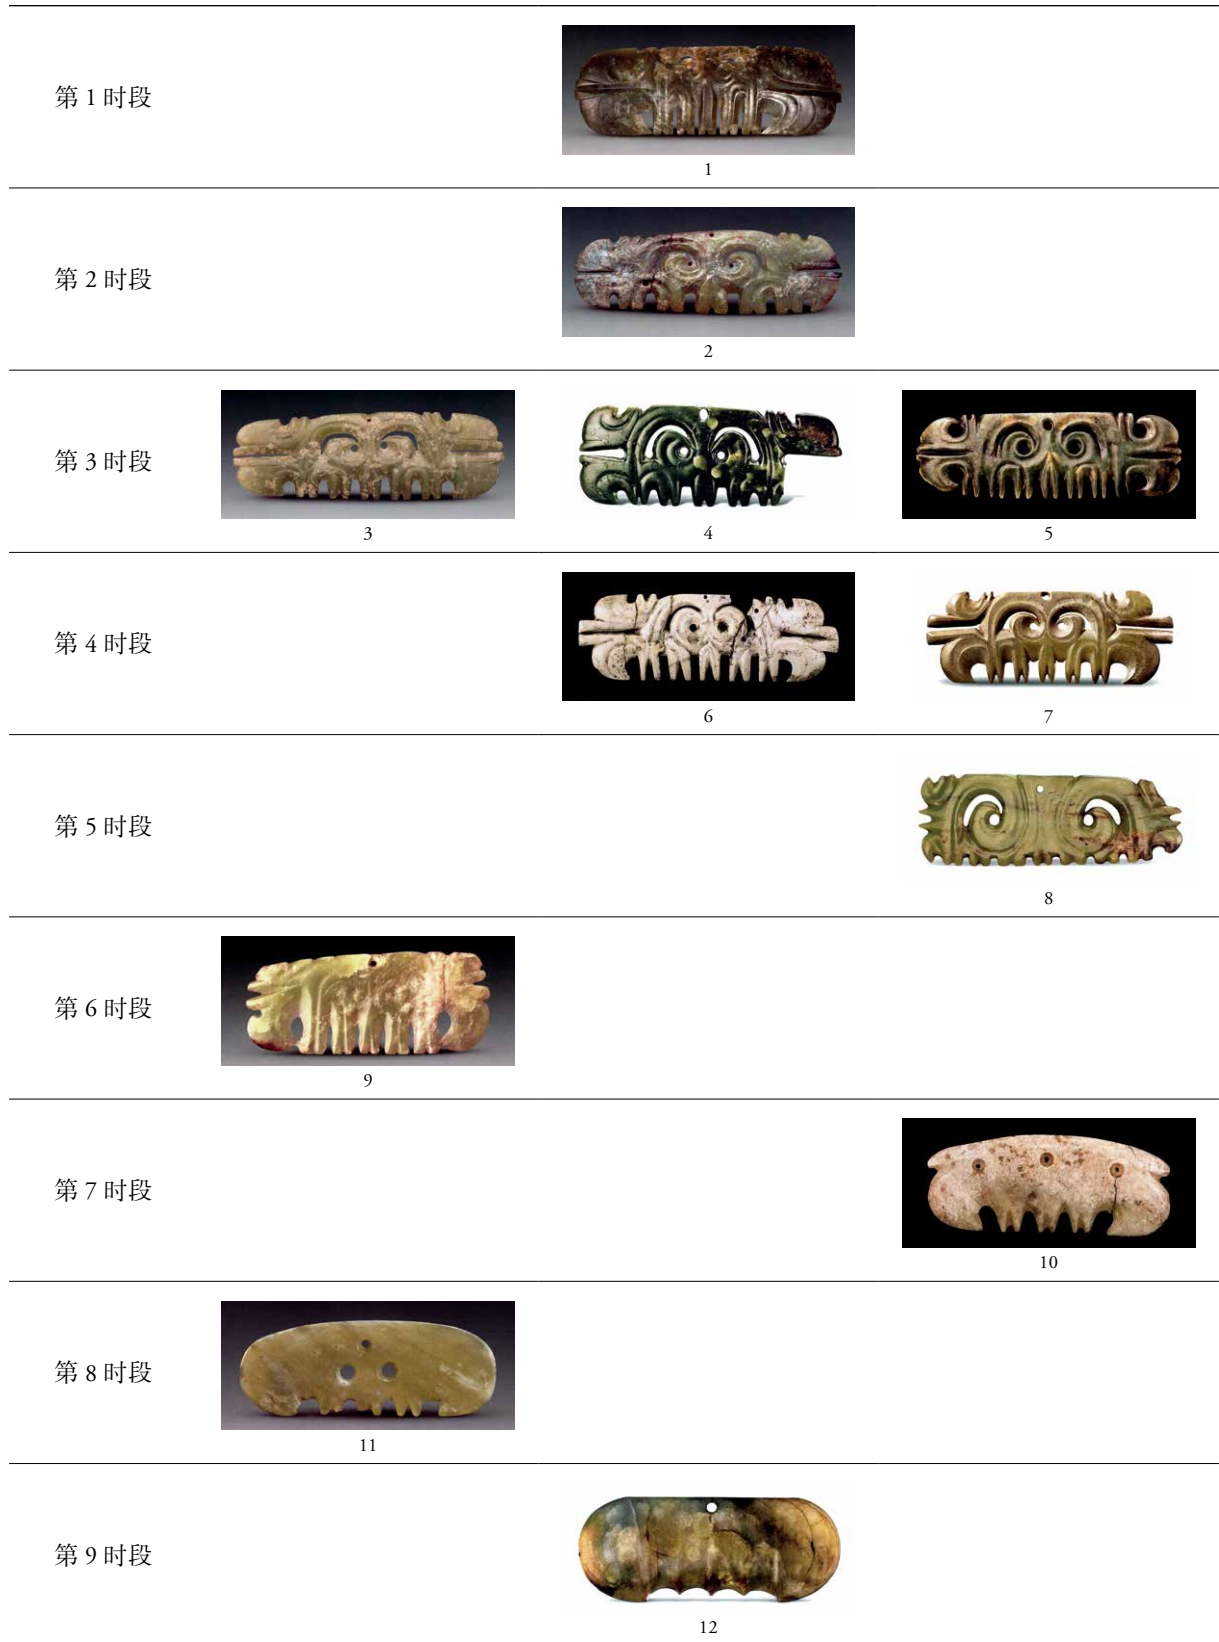 第 1 时段
1
第 2 时段
2
第 3 时段
3 4 5
第 4 时段
6 7
第 5 时段
8
第 6 时段
9
第 7 时段
10
第 8 时段
11
第 9 时段
12